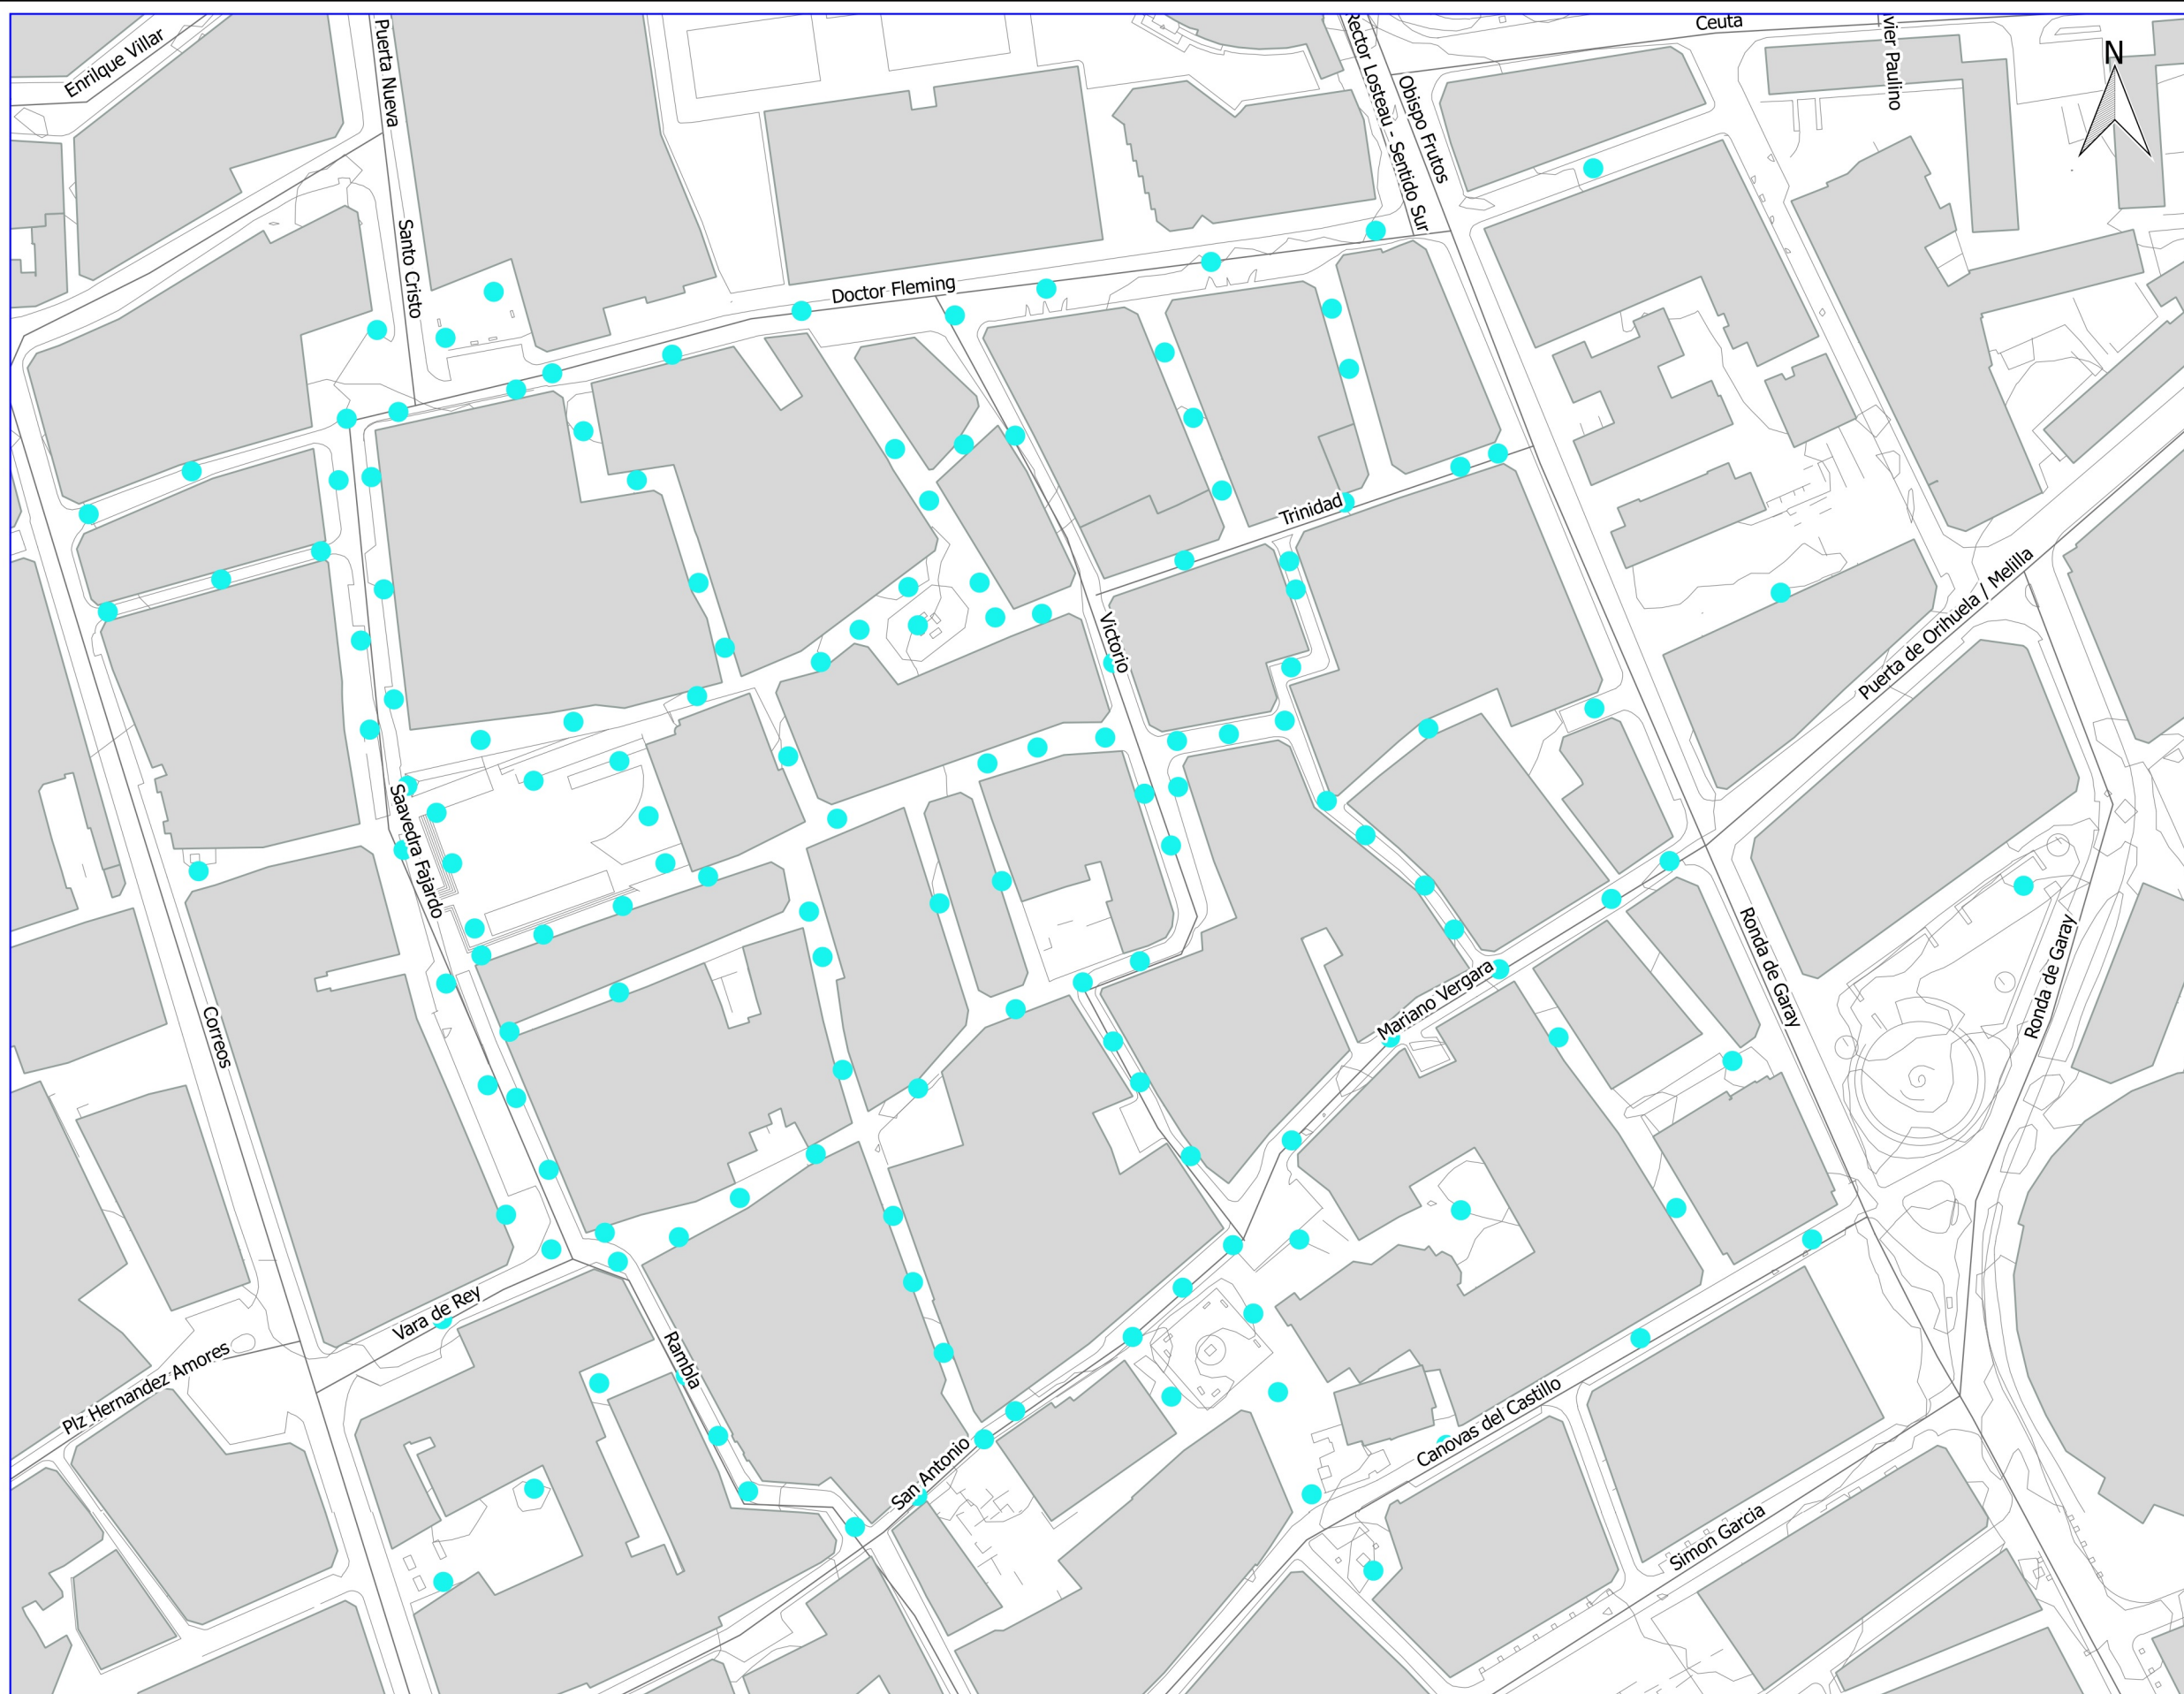 Enrilque Villar
Puerta Nueva
Rector Losteau - Sentido Sur
Ceuta
vier Paulino
N
Obispo Frutos
Santo Cristo
Doctor Fleming
Trinidad
Victorio
Puerta de Orihuela / Melilla
Saavedra Fajardo
Ronda de Garay
Ronda de Garay
Mariano Vergara
Correos
Vara de Rey
Plz Hernandez Amores
Rambla
Canovas del Castillo
San Antonio
Simon Garcia